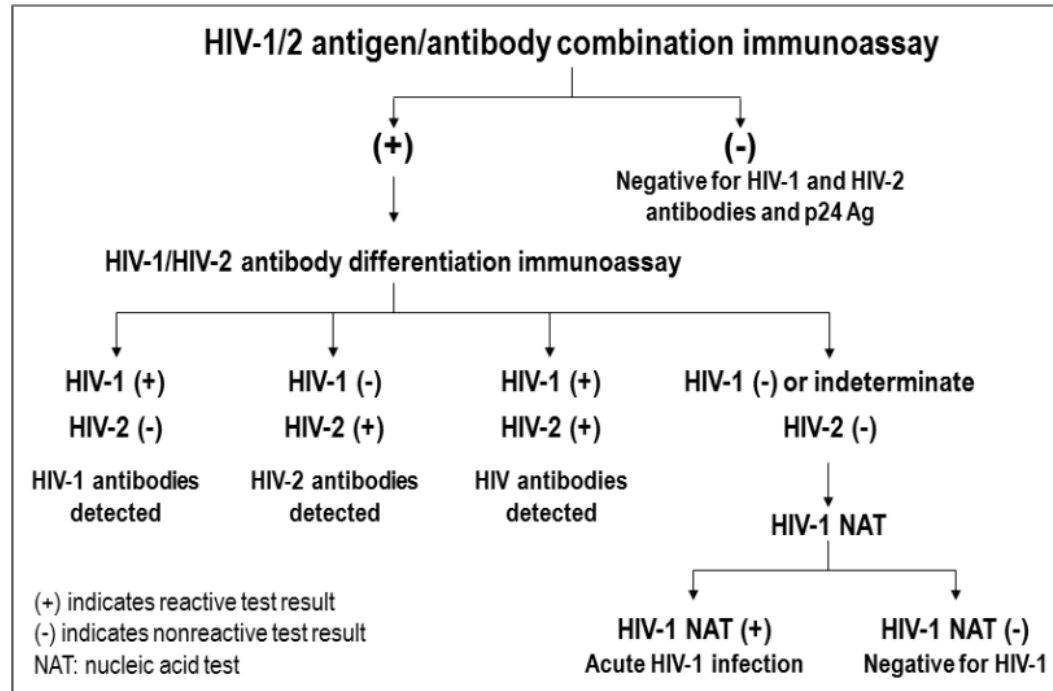 HIV-1/2 antigen/antibody combination immunoassay
(+)
(-)
Negative for HIV-1 and HIV-2
antibodies and p24 Ag
HIV-1/HIV-2 antibody differentiation immunoassay
HIV-1 (+)
HIV-2 (-)
HIV-1 antibodies
detected
HIV-1 (-)
HIV-2 (+)
HIV-2 antibodies
detected
HIV-1 (+)
HIV-2 (+)
HIV antibodies
detected
HIV-1 (-) or indeterminate
HIV-2 (-)
HIV-1 NAT
HIV-1 NAT (+)
Acute HIV-1 infection
HIV-1 NAT (-)
Negative for HIV-1
(+) indicates reactive test result
(-) indicates nonreactive test result
NAT: nucleic acid test